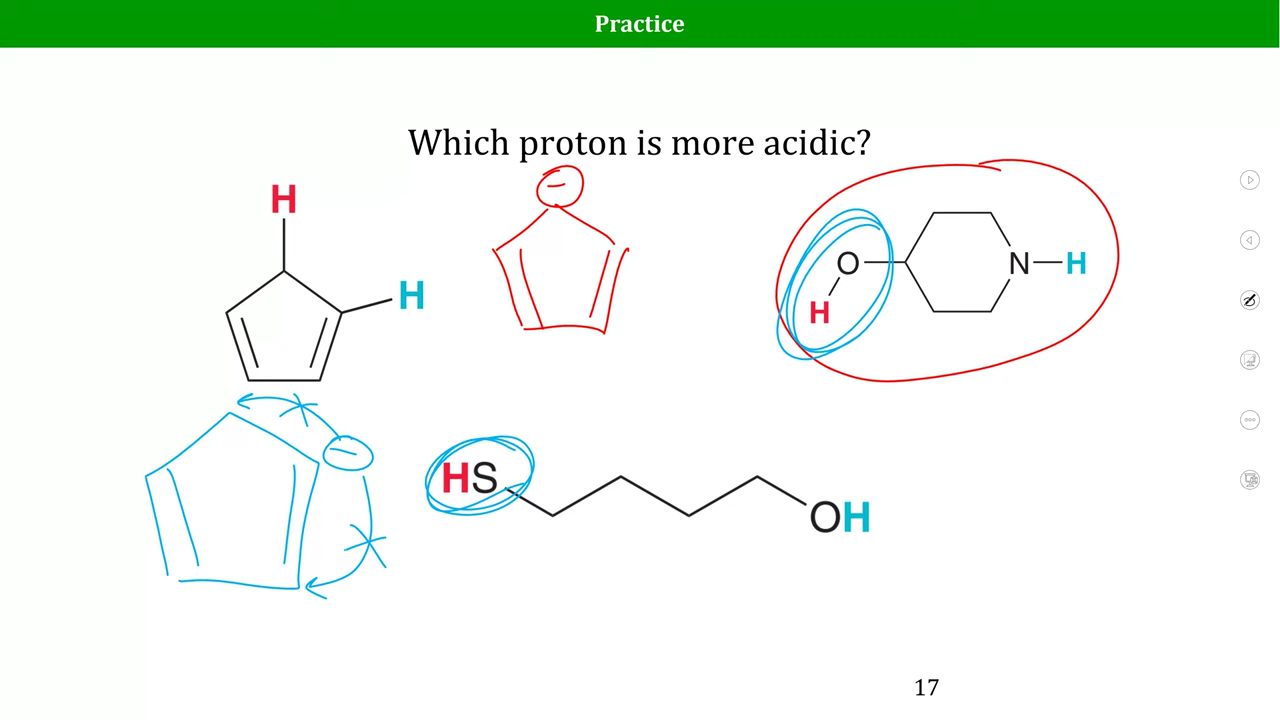 Practice
Which proton is more acidic?
H
H
−
O
H
N
H
−
HS
OH
17